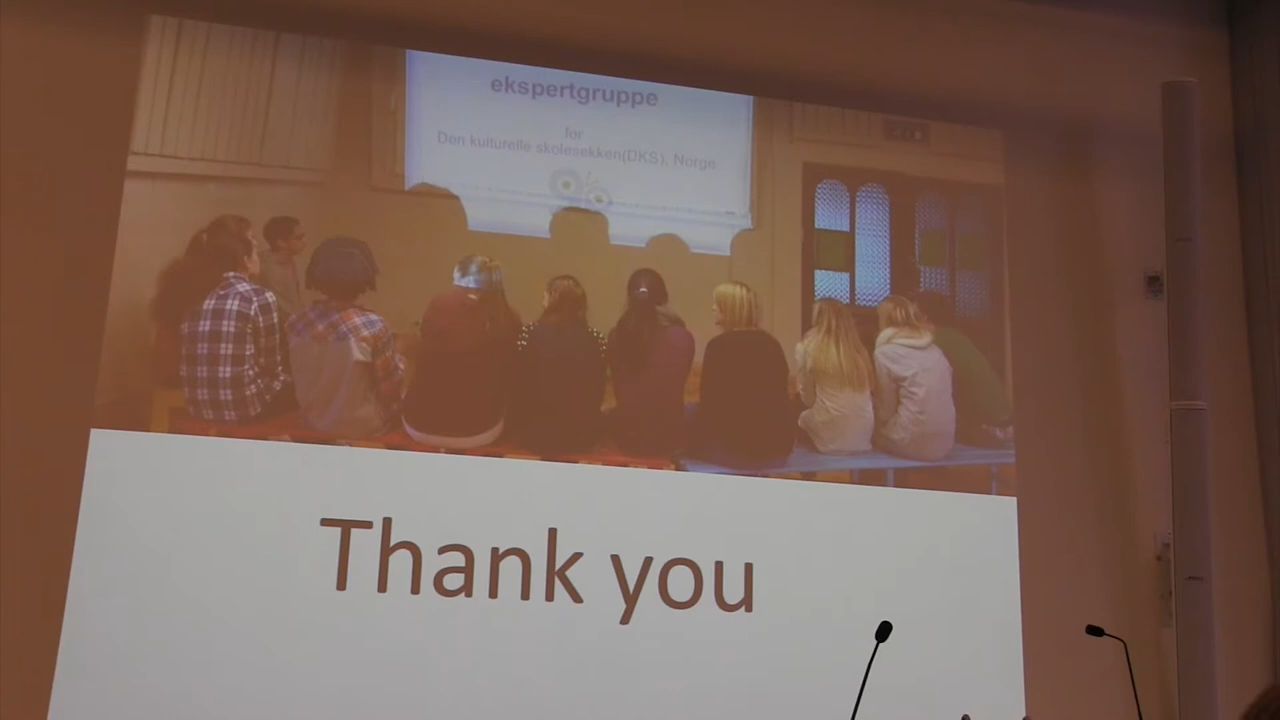 ekspertgruppe
for
Den kulturelle skolesekken(DKS), Norge
Thank you